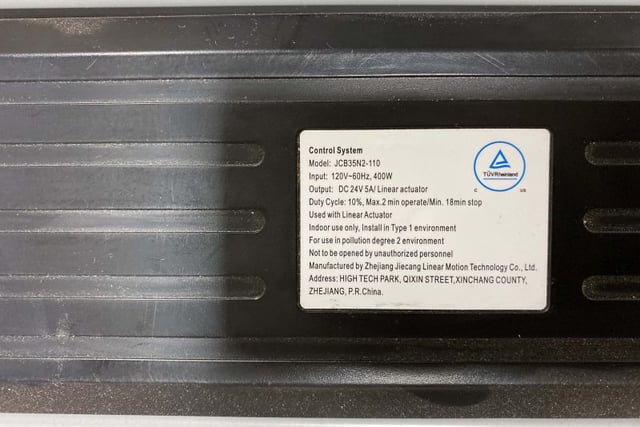 Control System
Model: JCB35N2-110
Input: 120V~60Hz, 400W
Output: DC 24V 5A/ Linear actuator
Duty Cycle: 10%, Max.2 min operate/Min. 18min stop
Used with Linear Actuator
Indoor use only, Install in Type 1 environment
For use in pollution degree 2 environment
Not to be opened by unauthorized personnel
Manufactured by Zhejiang Jiecang Linear Motion Technology Co., Ltd.
Address: HIGH TECH PARK, QIXIN STREET,XINCHANG COUNTY,
ZHEJIANG, P.R.China.
TÜVRheinland
C US